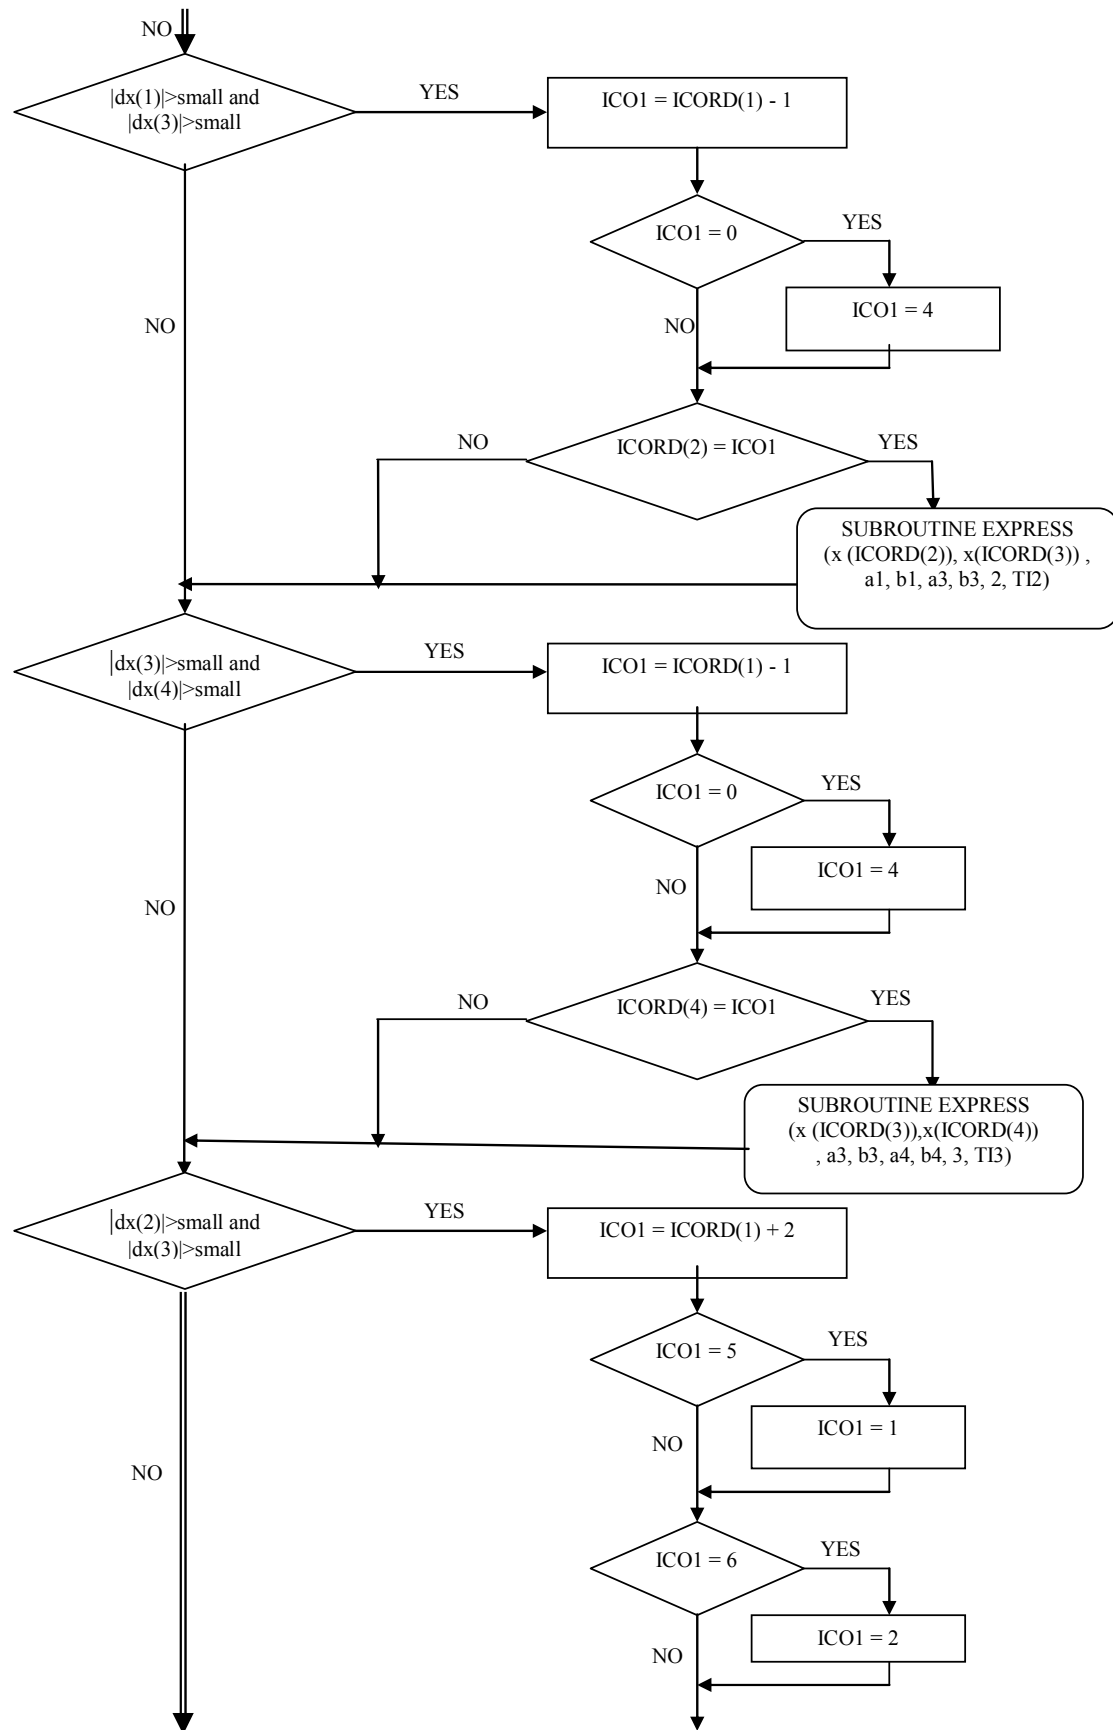 NO
|dx(1)|>small and
|dx(3)|>small
YES
ICO1 = ICORD(1) - 1
ICO1 = 0
YES
ICO1 = 4
NO
NO
ICORD(2) = ICO1
NO
YES
SUBROUTINE EXPRESS
(x (ICORD(2)), x(ICORD(3)) ,
a1, b1, a3, b3, 2, TI2)
|dx(3)|>small and
|dx(4)|>small
YES
ICO1 = ICORD(1) - 1
ICO1 = 0
YES
ICO1 = 4
NO
NO
ICORD(4) = ICO1
NO
YES
SUBROUTINE EXPRESS
(x (ICORD(3)),x(ICORD(4))
, a3, b3, a4, b4, 3, TI3)
|dx(2)|>small and
|dx(3)|>small
YES
ICO1 = ICORD(1) + 2
ICO1 = 5
YES
ICO1 = 1
NO
NO
ICO1 = 6
YES
ICO1 = 2
NO